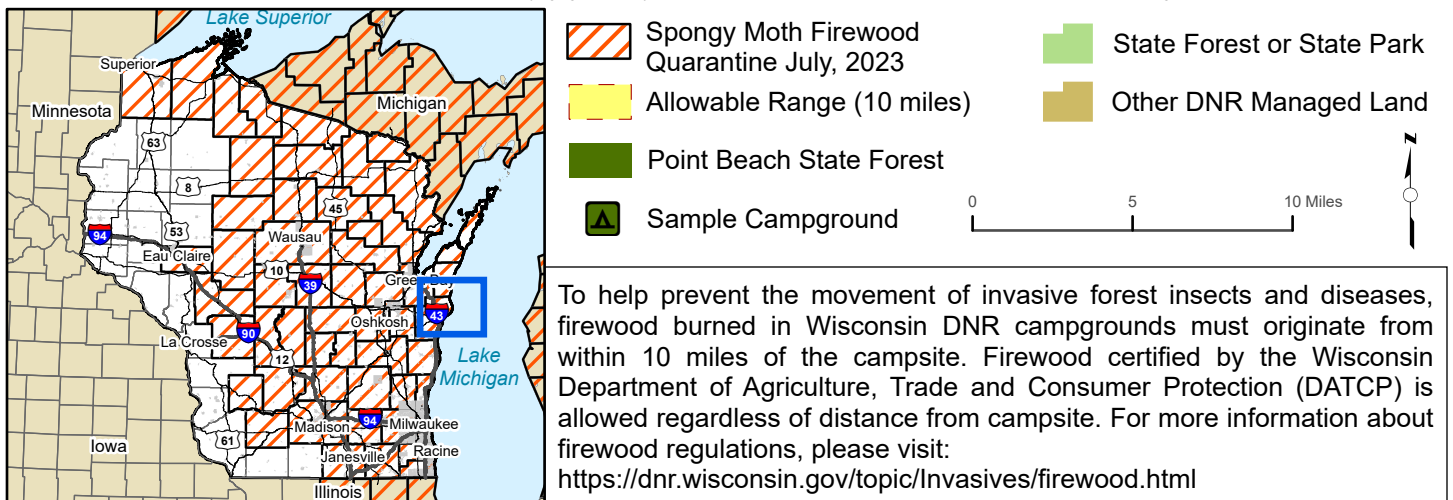 Lake Superior
Superior
Minnesota
Michigan
63
8
45
53
94
Wausau
Eau Claire
10
39
43
Oshkosh
90
La Crosse
12
Lake
Michigan
94
Madison
Milwaukee
61
Iowa
Janesville
Racine
Illinois
Spongy Moth Firewood
Quarantine July, 2023
Allowable Range (10 miles)
Point Beach State Forest
Sample Campground
State Forest or State Park
Other DNR Managed Land
N
0 5 10 Miles
To help prevent the movement of invasive forest insects and diseases,
firewood burned in Wisconsin DNR campgrounds must originate from
within 10 miles of the campsite. Firewood certified by the Wisconsin
Department of Agriculture, Trade and Consumer Protection (DATCP) is
allowed regardless of distance from campsite. For more information about
firewood regulations, please visit:
https://dnr.wisconsin.gov/topic/Invasives/firewood.html